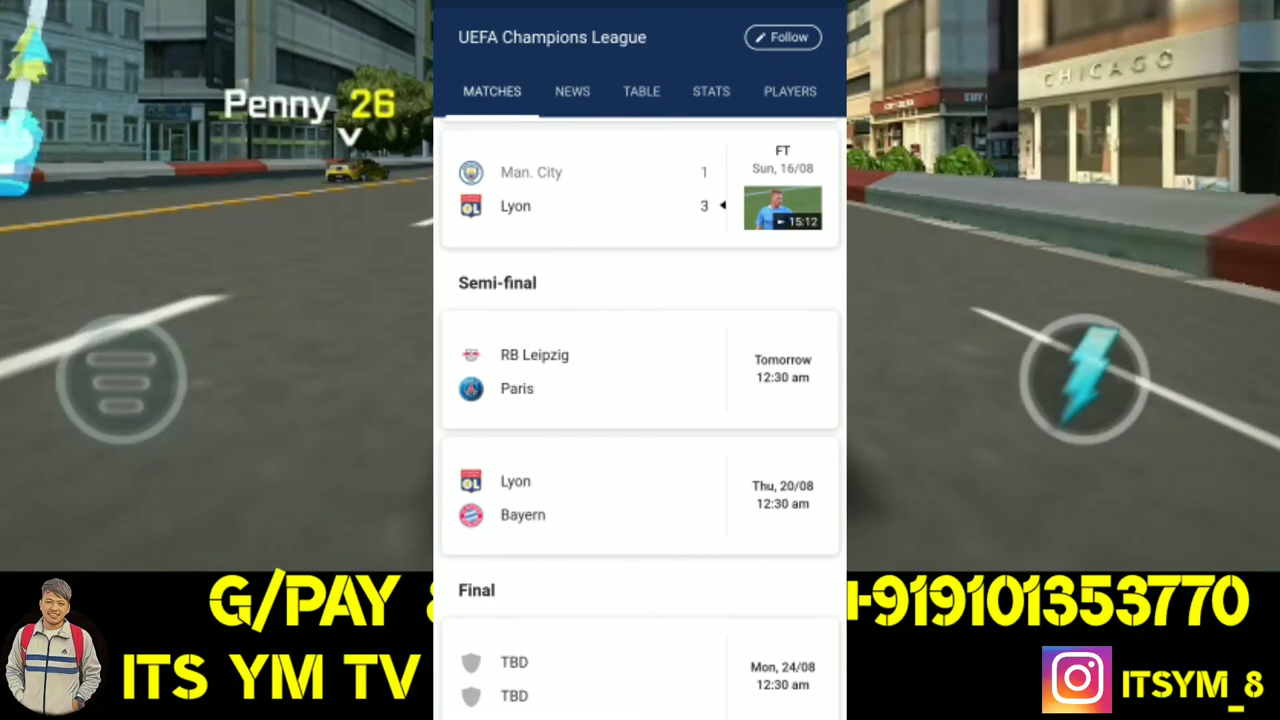 Penny 26
CHICAGO
UEFA Champions League
Follow
MATCHES NEWS TABLE STATS PLAYERS
Man. City 1
Lyon 3
FT
Sun, 16/08
15:12
Semi-final
RB Leipzig
Paris
Tomorrow
12:30 am
Lyon
Bayern
Thu, 20/08
12:30 am
Final
TBD
TBD
Mon, 24/08
12:30 am
G/PAY
+919101353770
ITS YM TV
ITSYM_8